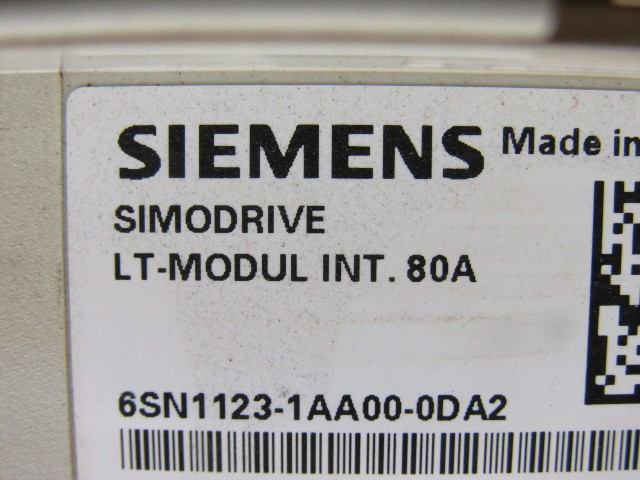 SIEMENS Made in
SIMODRIVE
LT-MODUL INT. 80A
6SN1123-1AA00-0DA2